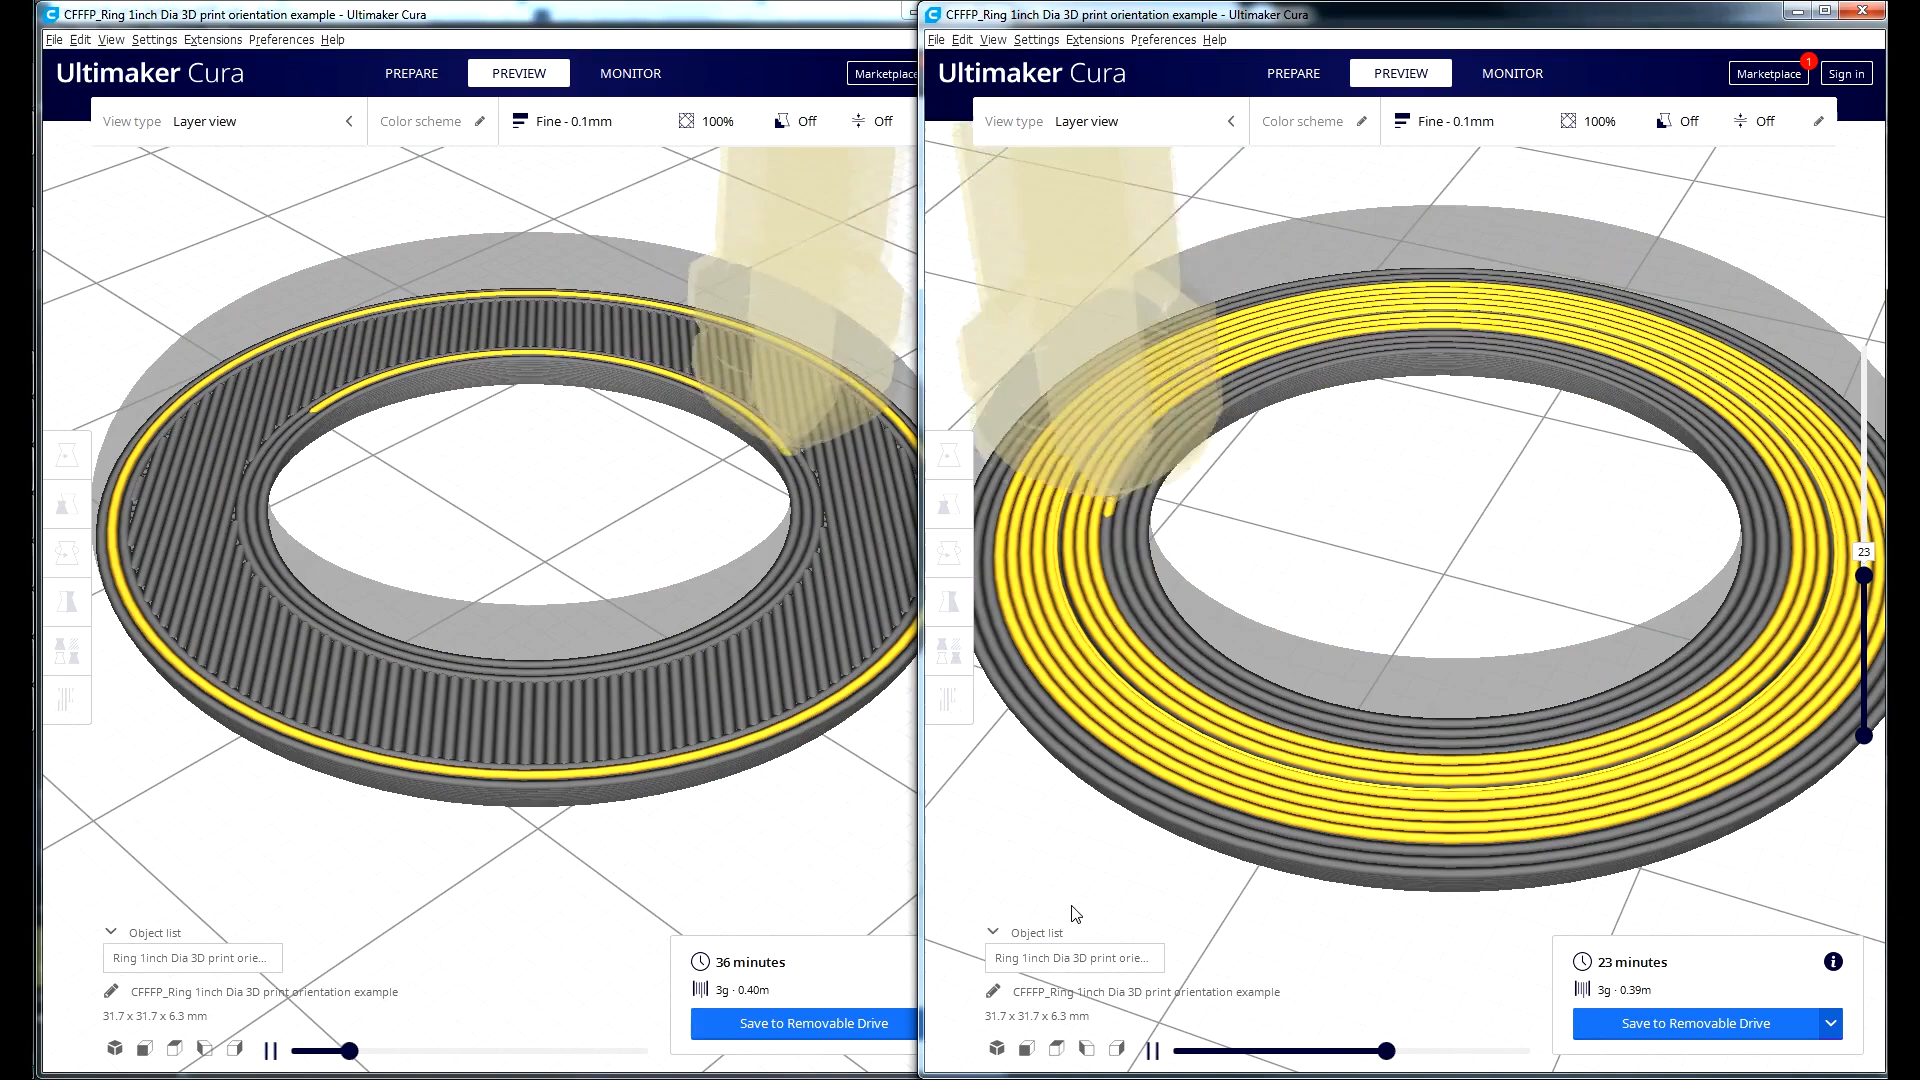 CFFFP_Ring 1inch Dia 3D print orientation example - Ultimaker Cura
File Edit View Settings Extensions Preferences Help
Ultimaker Cura
PREPARE
PREVIEW
MONITOR
Marketplace
View type Layer view
Color scheme
Fine - 0.1mm
100%
Off
Off
Object list
Ring 1inch Dia 3D print orie...
CFFFP_Ring 1inch Dia 3D print orientation example
31.7 x 31.7 x 6.3 mm
36 minutes
3g · 0.40m
Save to Removable Drive
CFFFP_Ring 1inch Dia 3D print orientation example - Ultimaker Cura
File Edit View Settings Extensions Preferences Help
Ultimaker Cura
PREPARE
PREVIEW
MONITOR
Marketplace
1
Sign in
View type Layer view
Color scheme
Fine - 0.1mm
100%
Off
Off
23
Object list
Ring 1inch Dia 3D print orie...
CFFFP_Ring 1inch Dia 3D print orientation example
31.7 x 31.7 x 6.3 mm
23 minutes
3g · 0.39m
Save to Removable Drive